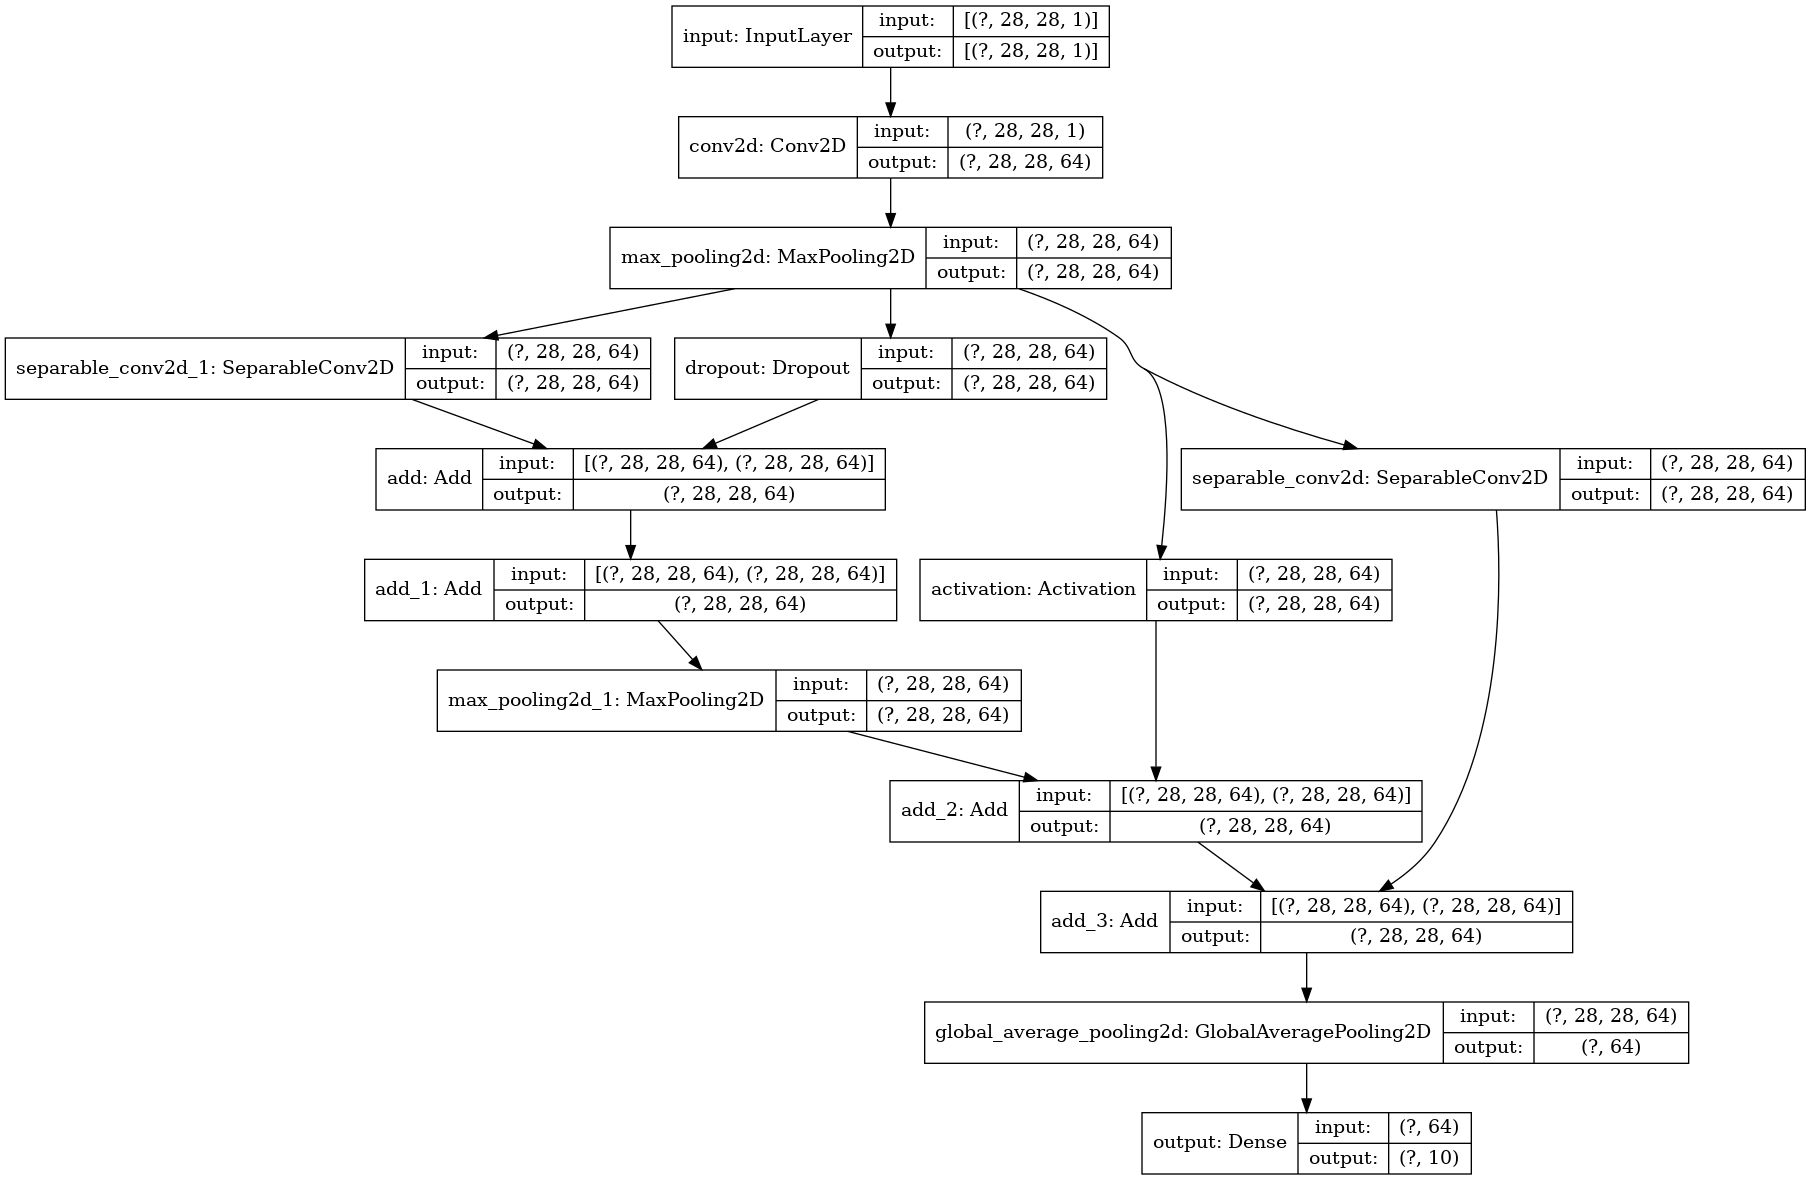 input: InputLayer
input:
[(?, 28, 28, 1)]
output:
[(?, 28, 28, 1)]
conv2d: Conv2D
input:
(?, 28, 28, 1)
output:
(?, 28, 28, 64)
max_pooling2d: MaxPooling2D
input:
(?, 28, 28, 64)
output:
(?, 28, 28, 64)
separable_conv2d_1: SeparableConv2D
input:
(?, 28, 28, 64)
output:
(?, 28, 28, 64)
dropout: Dropout
input:
(?, 28, 28, 64)
output:
(?, 28, 28, 64)
add: Add
input:
[(?, 28, 28, 64), (?, 28, 28, 64)]
output:
(?, 28, 28, 64)
separable_conv2d: SeparableConv2D
input:
(?, 28, 28, 64)
output:
(?, 28, 28, 64)
add_1: Add
input:
[(?, 28, 28, 64), (?, 28, 28, 64)]
output:
(?, 28, 28, 64)
activation: Activation
input:
(?, 28, 28, 64)
output:
(?, 28, 28, 64)
max_pooling2d_1: MaxPooling2D
input:
(?, 28, 28, 64)
output:
(?, 28, 28, 64)
add_2: Add
input:
[(?, 28, 28, 64), (?, 28, 28, 64)]
output:
(?, 28, 28, 64)
add_3: Add
input:
[(?, 28, 28, 64), (?, 28, 28, 64)]
output:
(?, 28, 28, 64)
global_average_pooling2d: GlobalAveragePooling2D
input:
(?, 28, 28, 64)
output:
(?, 64)
output: Dense
input:
(?, 64)
output:
(?, 10)